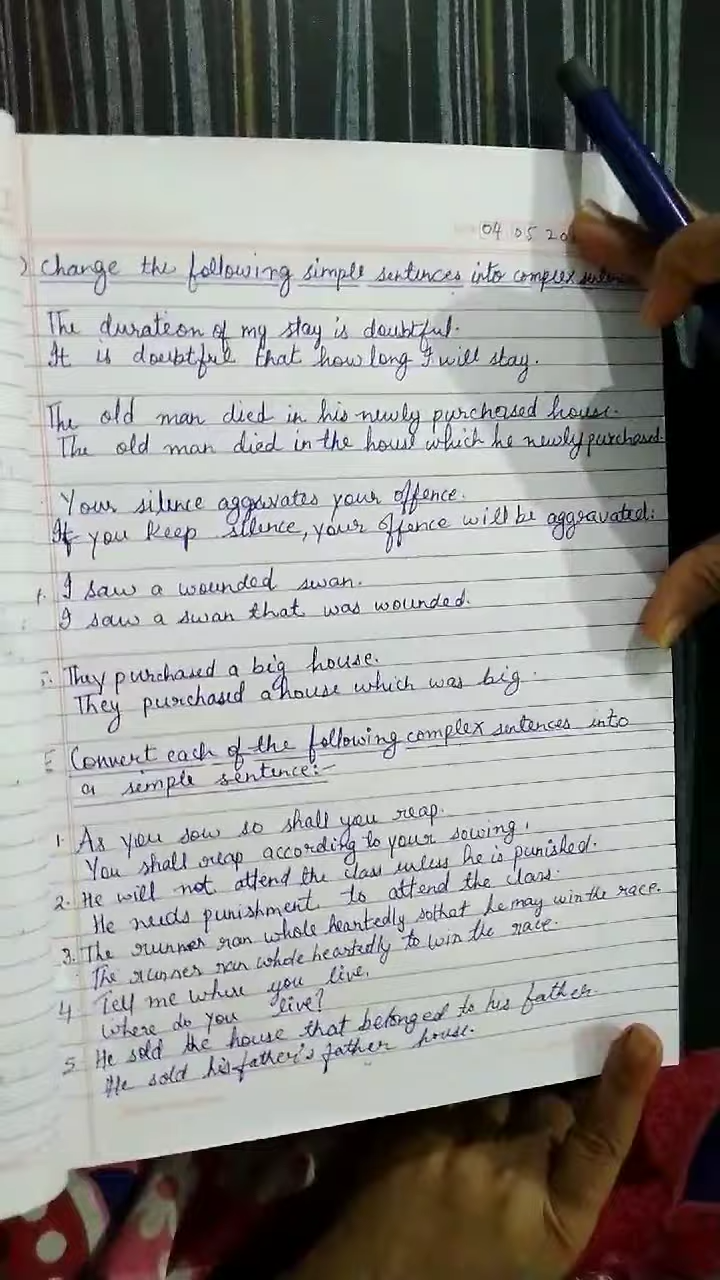 04 05 20
) Change the following simple sentences into complex
The durateon of my stay is doubtful.
It is doubtful that how long I will stay.
The old man died in his newly purchased house.
The old man died in the house which he newly purchased.
Your silence aggravates your offence.
If you keep silence, your offence will be aggravated.
I saw a wounded swan.
I saw a swan that was wounded.
They purchased a big house.
They purchased a house which was big.
E Convert each of the following complex sentences into
a simple sentence:-
1. As you sow so shall you reap.
You shall reap according to your sowing.
2. He will not attend the class unless he is punished.
He needs punishment to attend the class.
3. The runner ran whole heartedly so that he may win the race.
The runner ran whole heartedly to win the race.
4 Tell me where you live.
Where do you live?
5. He sold the house that belonged to his father
He sold his father's father house.